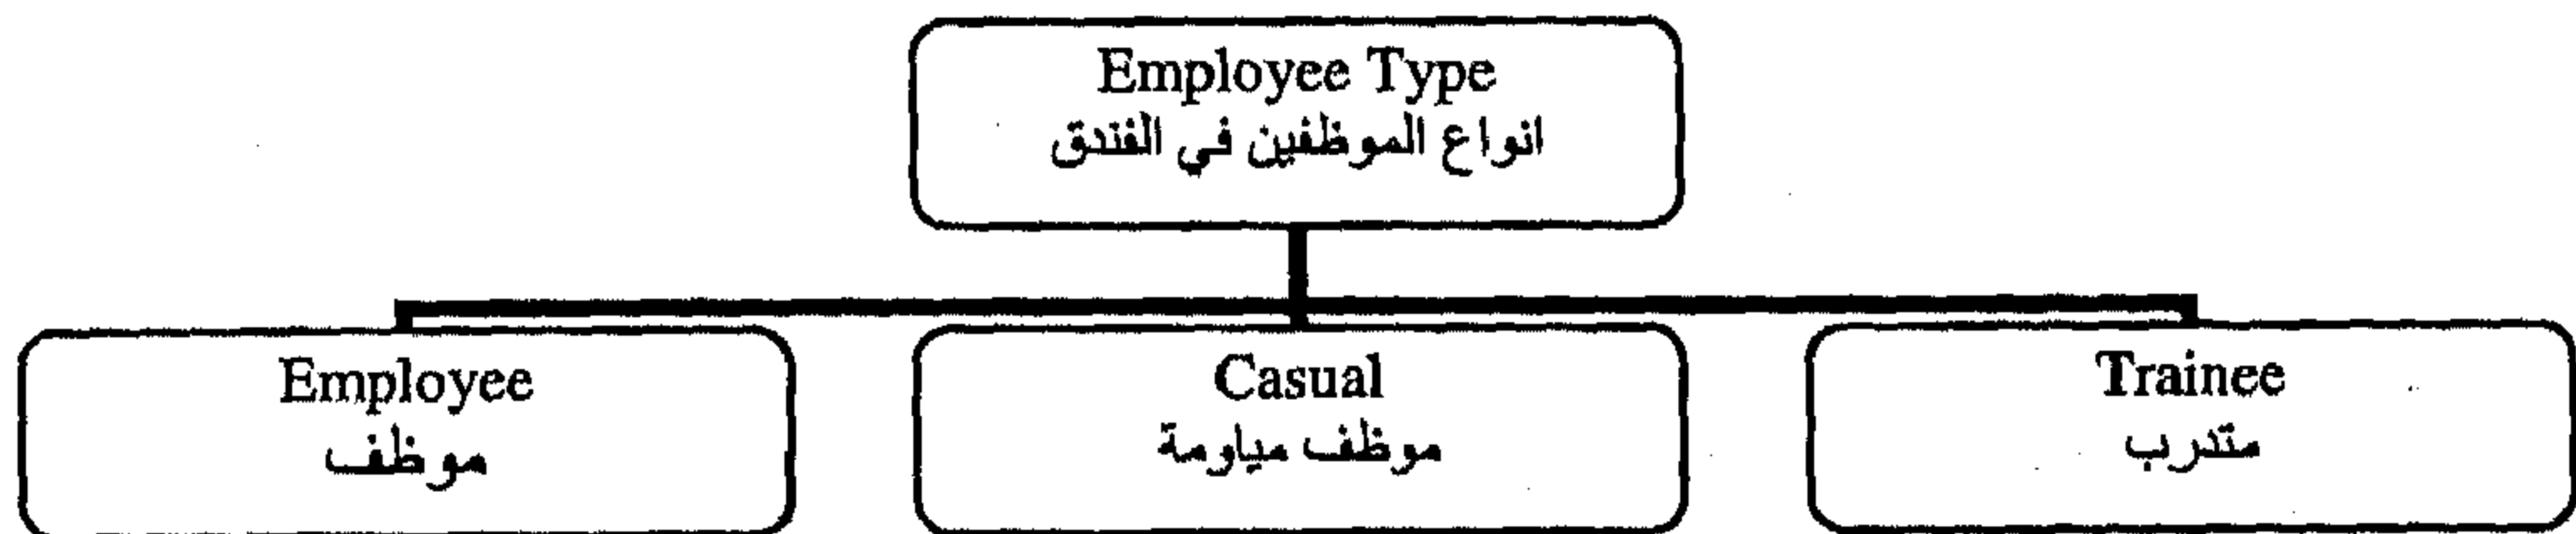 Employee Type
انواع الموظفين في الفندق
Employee
موظف
Casual
موظف مياومة
Trainee
متدرب